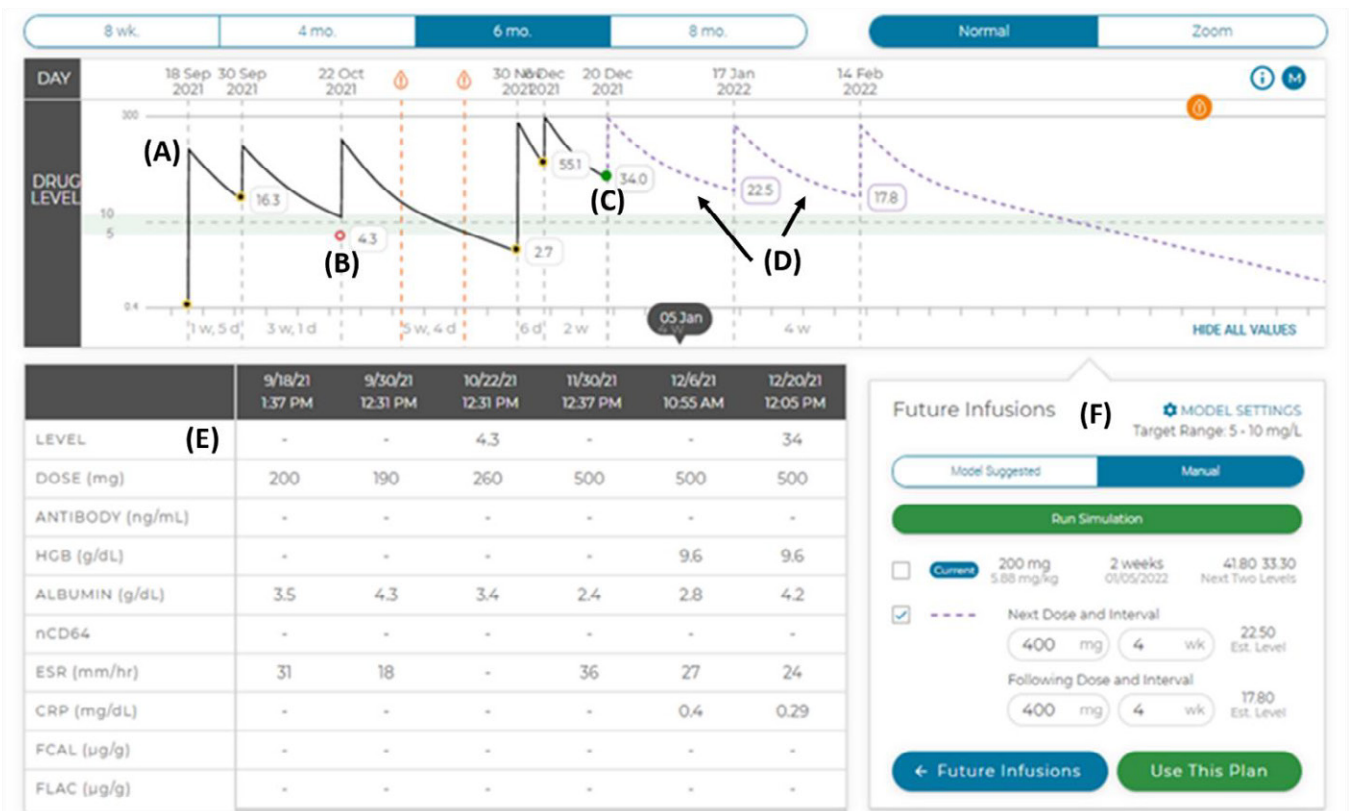 8 wk. 4 mo. 6 mo. 8 mo. Normal Zoom
DAY
18 Sep 2021
30 Sep 2021
22 Oct 2021
30 Nov 2021
Dec 2021
20 Dec 2021
17 Jan 2022
14 Feb 2022
M
DRUG LEVEL
300
(A)
16.3
10
5
4.3
(B)
2.7
55.1
34.0
(C)
22.5
17.8
(D)
0.4
1 w, 5 d 3 w, 1 d 5 w, 4 d 6 d 2 w 4 w 4 w
05 Jan
HIDE ALL VALUES
9/18/21 9/30/21 10/22/21 11/30/21 12/6/21 12/20/21
1:37 PM 12:31 PM 12:31 PM 12:37 PM 10:55 AM 12:05 PM
LEVEL (E) - - 4.3 - - 34
DOSE (mg) 200 190 260 500 500 500
ANTIBODY (ng/mL) - - - - - -
HGB (g/dL) - - - - 9.6 9.6
ALBUMIN (g/dL) 3.5 4.3 3.4 2.4 2.8 4.2
nCD64 - - - - - -
ESR (mm/hr) 31 18 - 36 27 24
CRP (mg/dL) - - - - 0.4 0.29
FCAL (µg/g) - - - - - -
FLAC (µg/g) - - - - - -
Future Infusions (F) MODEL SETTINGS
Target Range: 5 - 10 mg/L
Model Suggested Manual
Run Simulation
Current 200 mg 2 weeks 41.80 33.30
5.88 mg/kg 01/05/2022 Next Two Levels
Next Dose and Interval
400 mg 4 wk 22.50
Est. Level
Following Dose and Interval
400 mg 4 wk 17.80
Est. Level
← Future Infusions Use This Plan